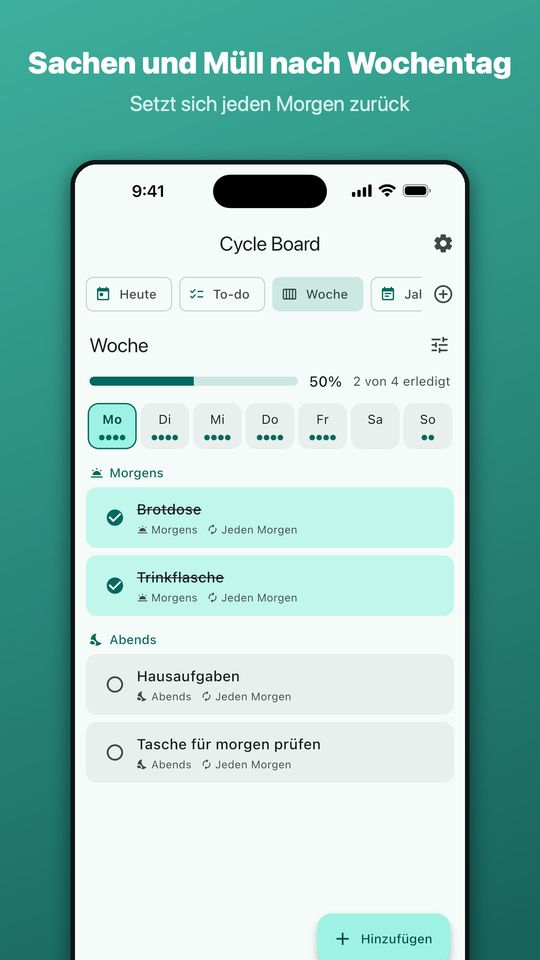 Sachen und Müll nach Wochentag
Setzt sich jeden Morgen zurück
9:41
Cycle Board
Heute
To-do
Woche
Jah
Woche
50% 2 von 4 erledigt
Mo Di Mi Do Fr Sa So
Morgens
Brotdose
Morgens Jeden Morgen
Trinkflasche
Morgens Jeden Morgen
Abends
Hausaufgaben
Abends Jeden Morgen
Tasche für morgen prüfen
Abends Jeden Morgen
+ Hinzufügen